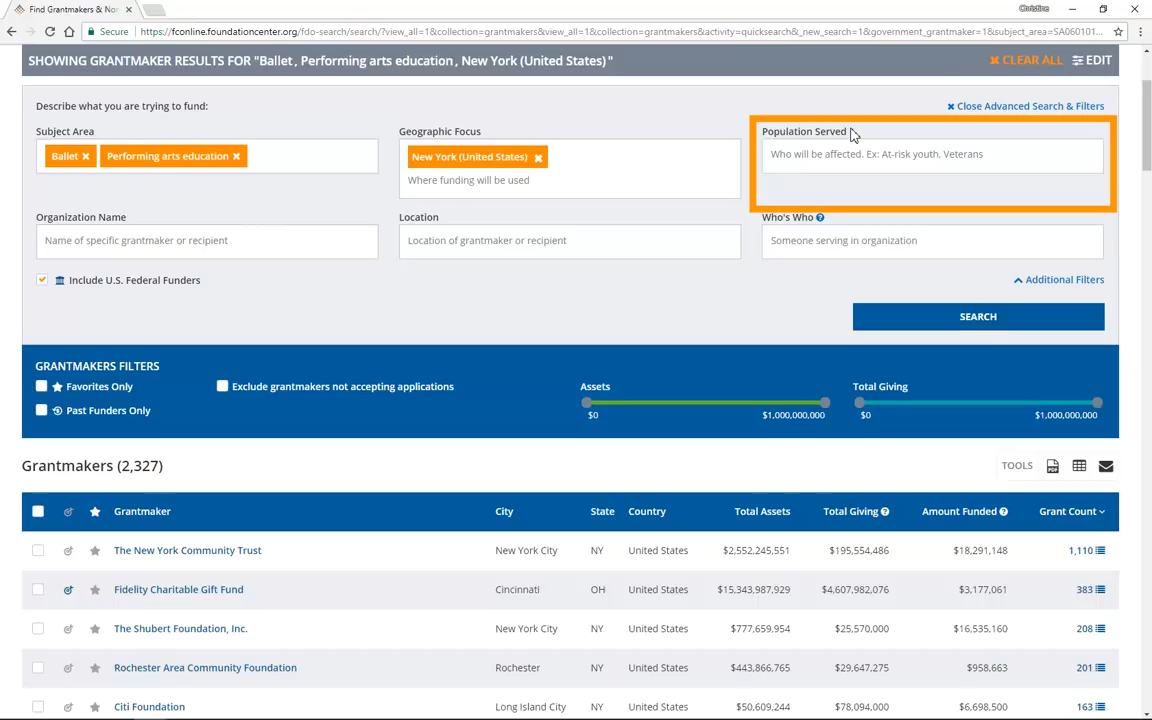 Find Grantmakers & No
Christine
Secure
https://fconline.foundationcenter.org/fdo-search/search/?view_all=1&collection=grantmakers&view_all=1&collection=grantmakers&activity=quicksearch&_new_search=1&government_grantmaker=1&subject_area=SA060101...
SHOWING GRANTMAKER RESULTS FOR "Ballet , Performing arts education , New York (United States) "
CLEAR ALL
EDIT
Describe what you are trying to fund:
Close Advanced Search & Filters
Subject Area
Geographic Focus
Population Served
Ballet
Performing arts education
New York (United States)
Where funding will be used
Who will be affected. Ex: At-risk youth, Veterans
Organization Name
Location
Who's Who
Name of specific grantmaker or recipient
Location of grantmaker or recipient
Someone serving in organization
Include U.S. Federal Funders
Additional Filters
SEARCH
GRANTMAKERS FILTERS
Favorites Only
Exclude grantmakers not accepting applications
Assets
Total Giving
Past Funders Only
$0
$1,000,000,000
$0
$1,000,000,000
Grantmakers (2,327)
TOOLS
Grantmaker City State Country Total Assets Total Giving Amount Funded Grant Count
The New York Community Trust New York City NY United States $2,552,245,551 $195,554,486 $18,291,148 1,110
Fidelity Charitable Gift Fund Cincinnati OH United States $15,343,987,929 $4,607,982,076 $3,177,061 383
The Shubert Foundation, Inc. New York City NY United States $777,659,954 $25,570,000 $16,535,160 208
Rochester Area Community Foundation Rochester NY United States $443,866,765 $29,647,275 $958,663 201
Citi Foundation Long Island City NY United States $50,609,244 $78,094,000 $6,698,500 163